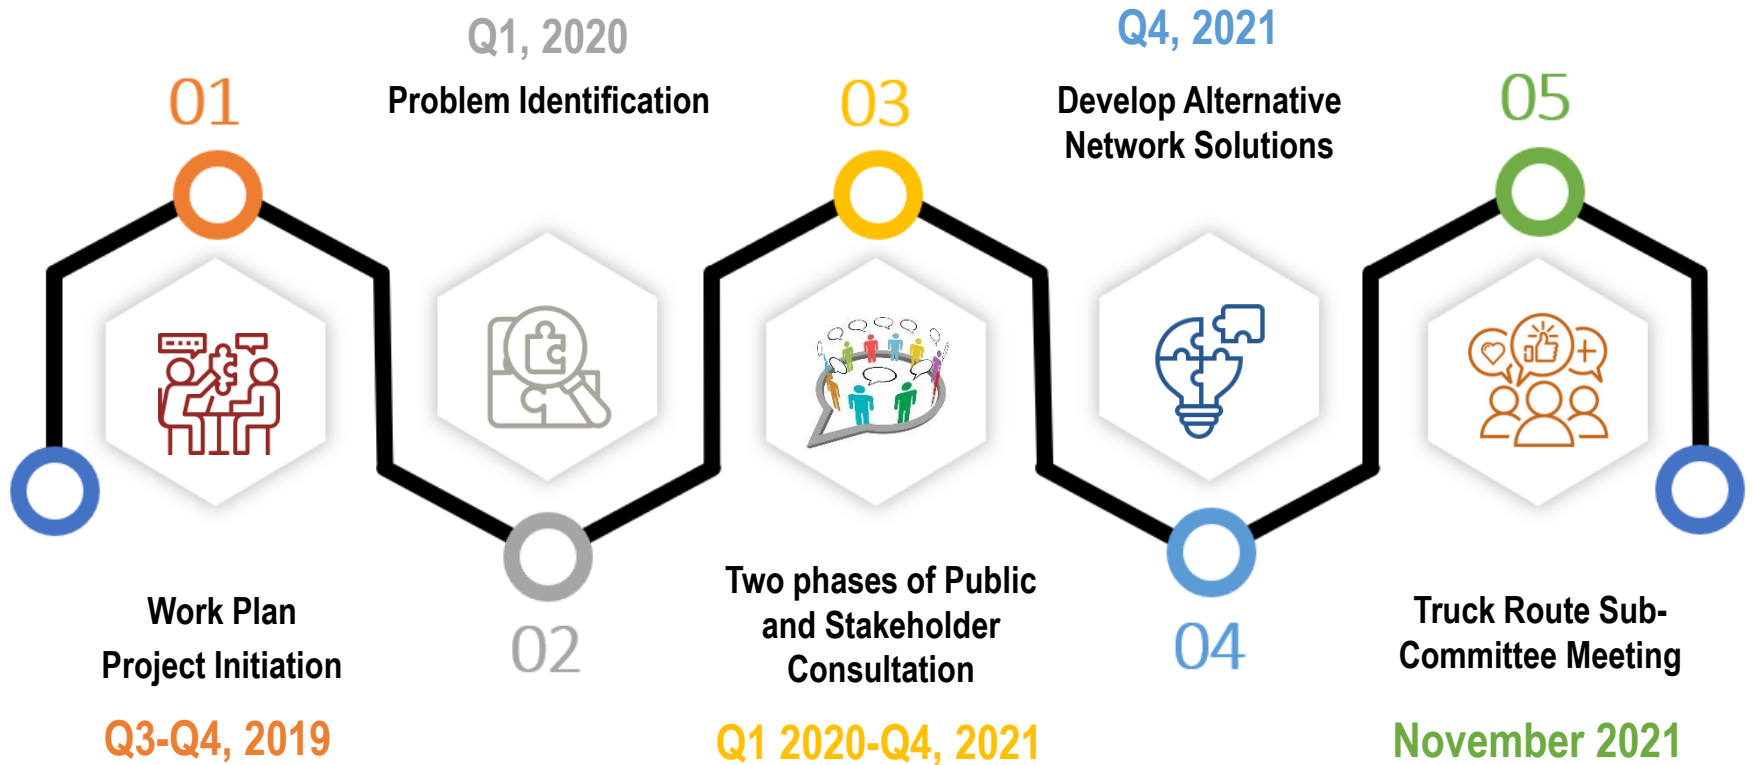 01
Work Plan
Project Initiation
Q3-Q4, 2019
Q1, 2020
Problem Identification
02
03
Two phases of Public
and Stakeholder
Consultation
Q1 2020-Q4, 2021
Q4, 2021
Develop Alternative
Network Solutions
04
05
Truck Route Sub-
Committee Meeting
November 2021